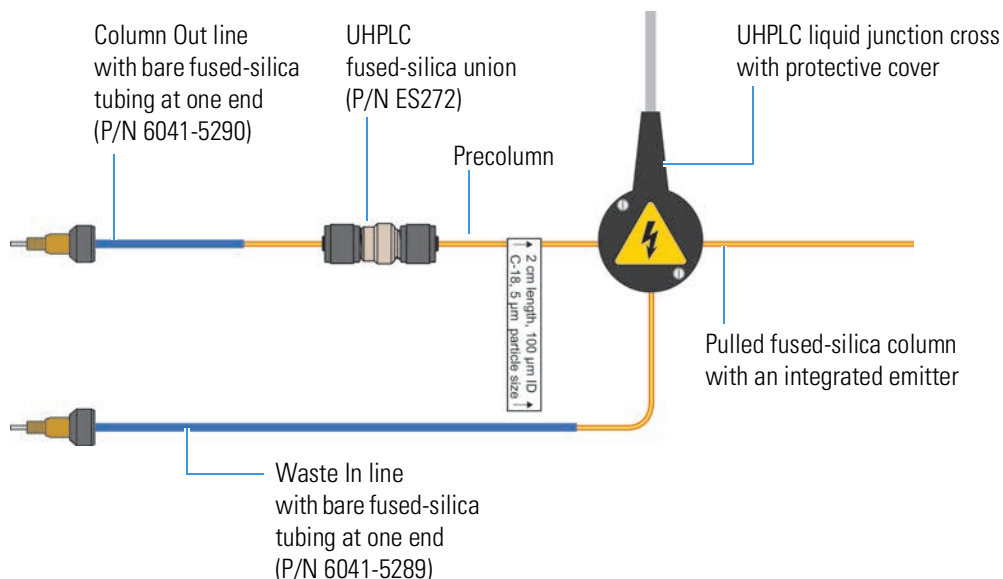 Column Out line
with bare fused-silica
tubing at one end
(P/N 6041-5290)
UHPLC
fused-silica union
(P/N ES272)
Precolumn
UHPLC liquid junction cross
with protective cover
2 cm length, 100 µm ID
C-18, 5 µm particle size
Pulled fused-silica column
with an integrated emitter
Waste In line
with bare fused-silica
tubing at one end
(P/N 6041-5289)